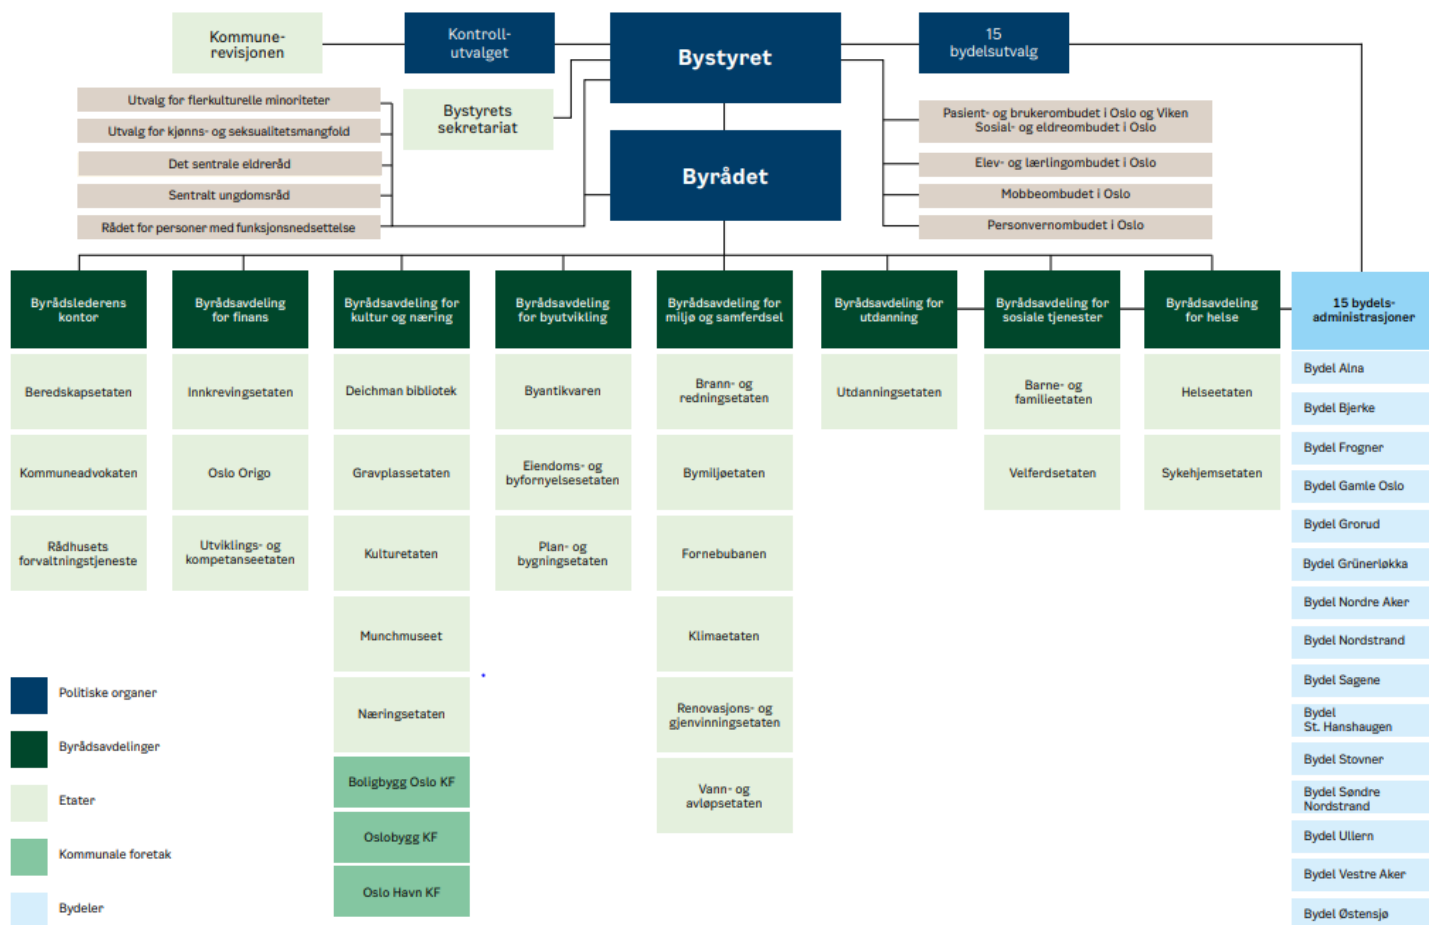 Kommune-
revisjonen
Kontroll-
utvalget
Bystyret
15
bydelsutvalg
Utvalg for flerkulturelle minoriteter
Utvalg for kjønns- og seksualitetsmangfold
Det sentrale eldreråd
Sentralt ungdomsråd
Rådet for personer med funksjonsnedsettelse
Bystyrets
sekretariat
Byrådet
Pasient- og brukerombudet i Oslo og Viken
Sosial- og eldreombudet i Oslo
Elev- og lærlingombudet i Oslo
Mobbeombudet i Oslo
Personvernombudet i Oslo
Byrådslederens
kontor
Beredskapsetaten
Kommuneadvokaten
Rådhusets
forvaltningstjeneste
Byrådsavdeling
for finans
Innkrevingsetaten
Oslo Origo
Utviklings- og
kompetanseetaten
Byrådsavdeling for
kultur og næring
Deichman bibliotek
Gravplassetaten
Kulturetaten
Munchmuseet
Næringsetaten
Boligbygg Oslo KF
Oslobygg KF
Oslo Havn KF
Byrådsavdeling
for byutvikling
Byantikvaren
Eiendoms- og
byfornyelsesetaten
Plan- og
bygningsetaten
Byrådsavdeling for
miljø og samferdsel
Brann- og
redningsetaten
Bymiljøetaten
Fornebubanen
Klimaetaten
Renovasjons- og
gjenvinningsetaten
Vann- og
avløpsetaten
Byrådsavdeling for
utdanning
Utdanningsetaten
Byrådsavdeling for
sosiale tjenester
Barne- og
familieetaten
Velferdsetaten
Byrådsavdeling
for helse
Helseetaten
Sykehjemsetaten
15 bydels-
administrasjoner
Bydel Alna
Bydel Bjerke
Bydel Frogner
Bydel Gamle Oslo
Bydel Grorud
Bydel Grünerløkka
Bydel Nordre Aker
Bydel Nordstrand
Bydel Sagene
Bydel
St. Hanshaugen
Bydel Stovner
Bydel Søndre
Nordstrand
Bydel Ullern
Bydel Vestre Aker
Bydel Østensjø
Politiske organer
Byrådsavdelinger
Etater
Kommunale foretak
Bydeler